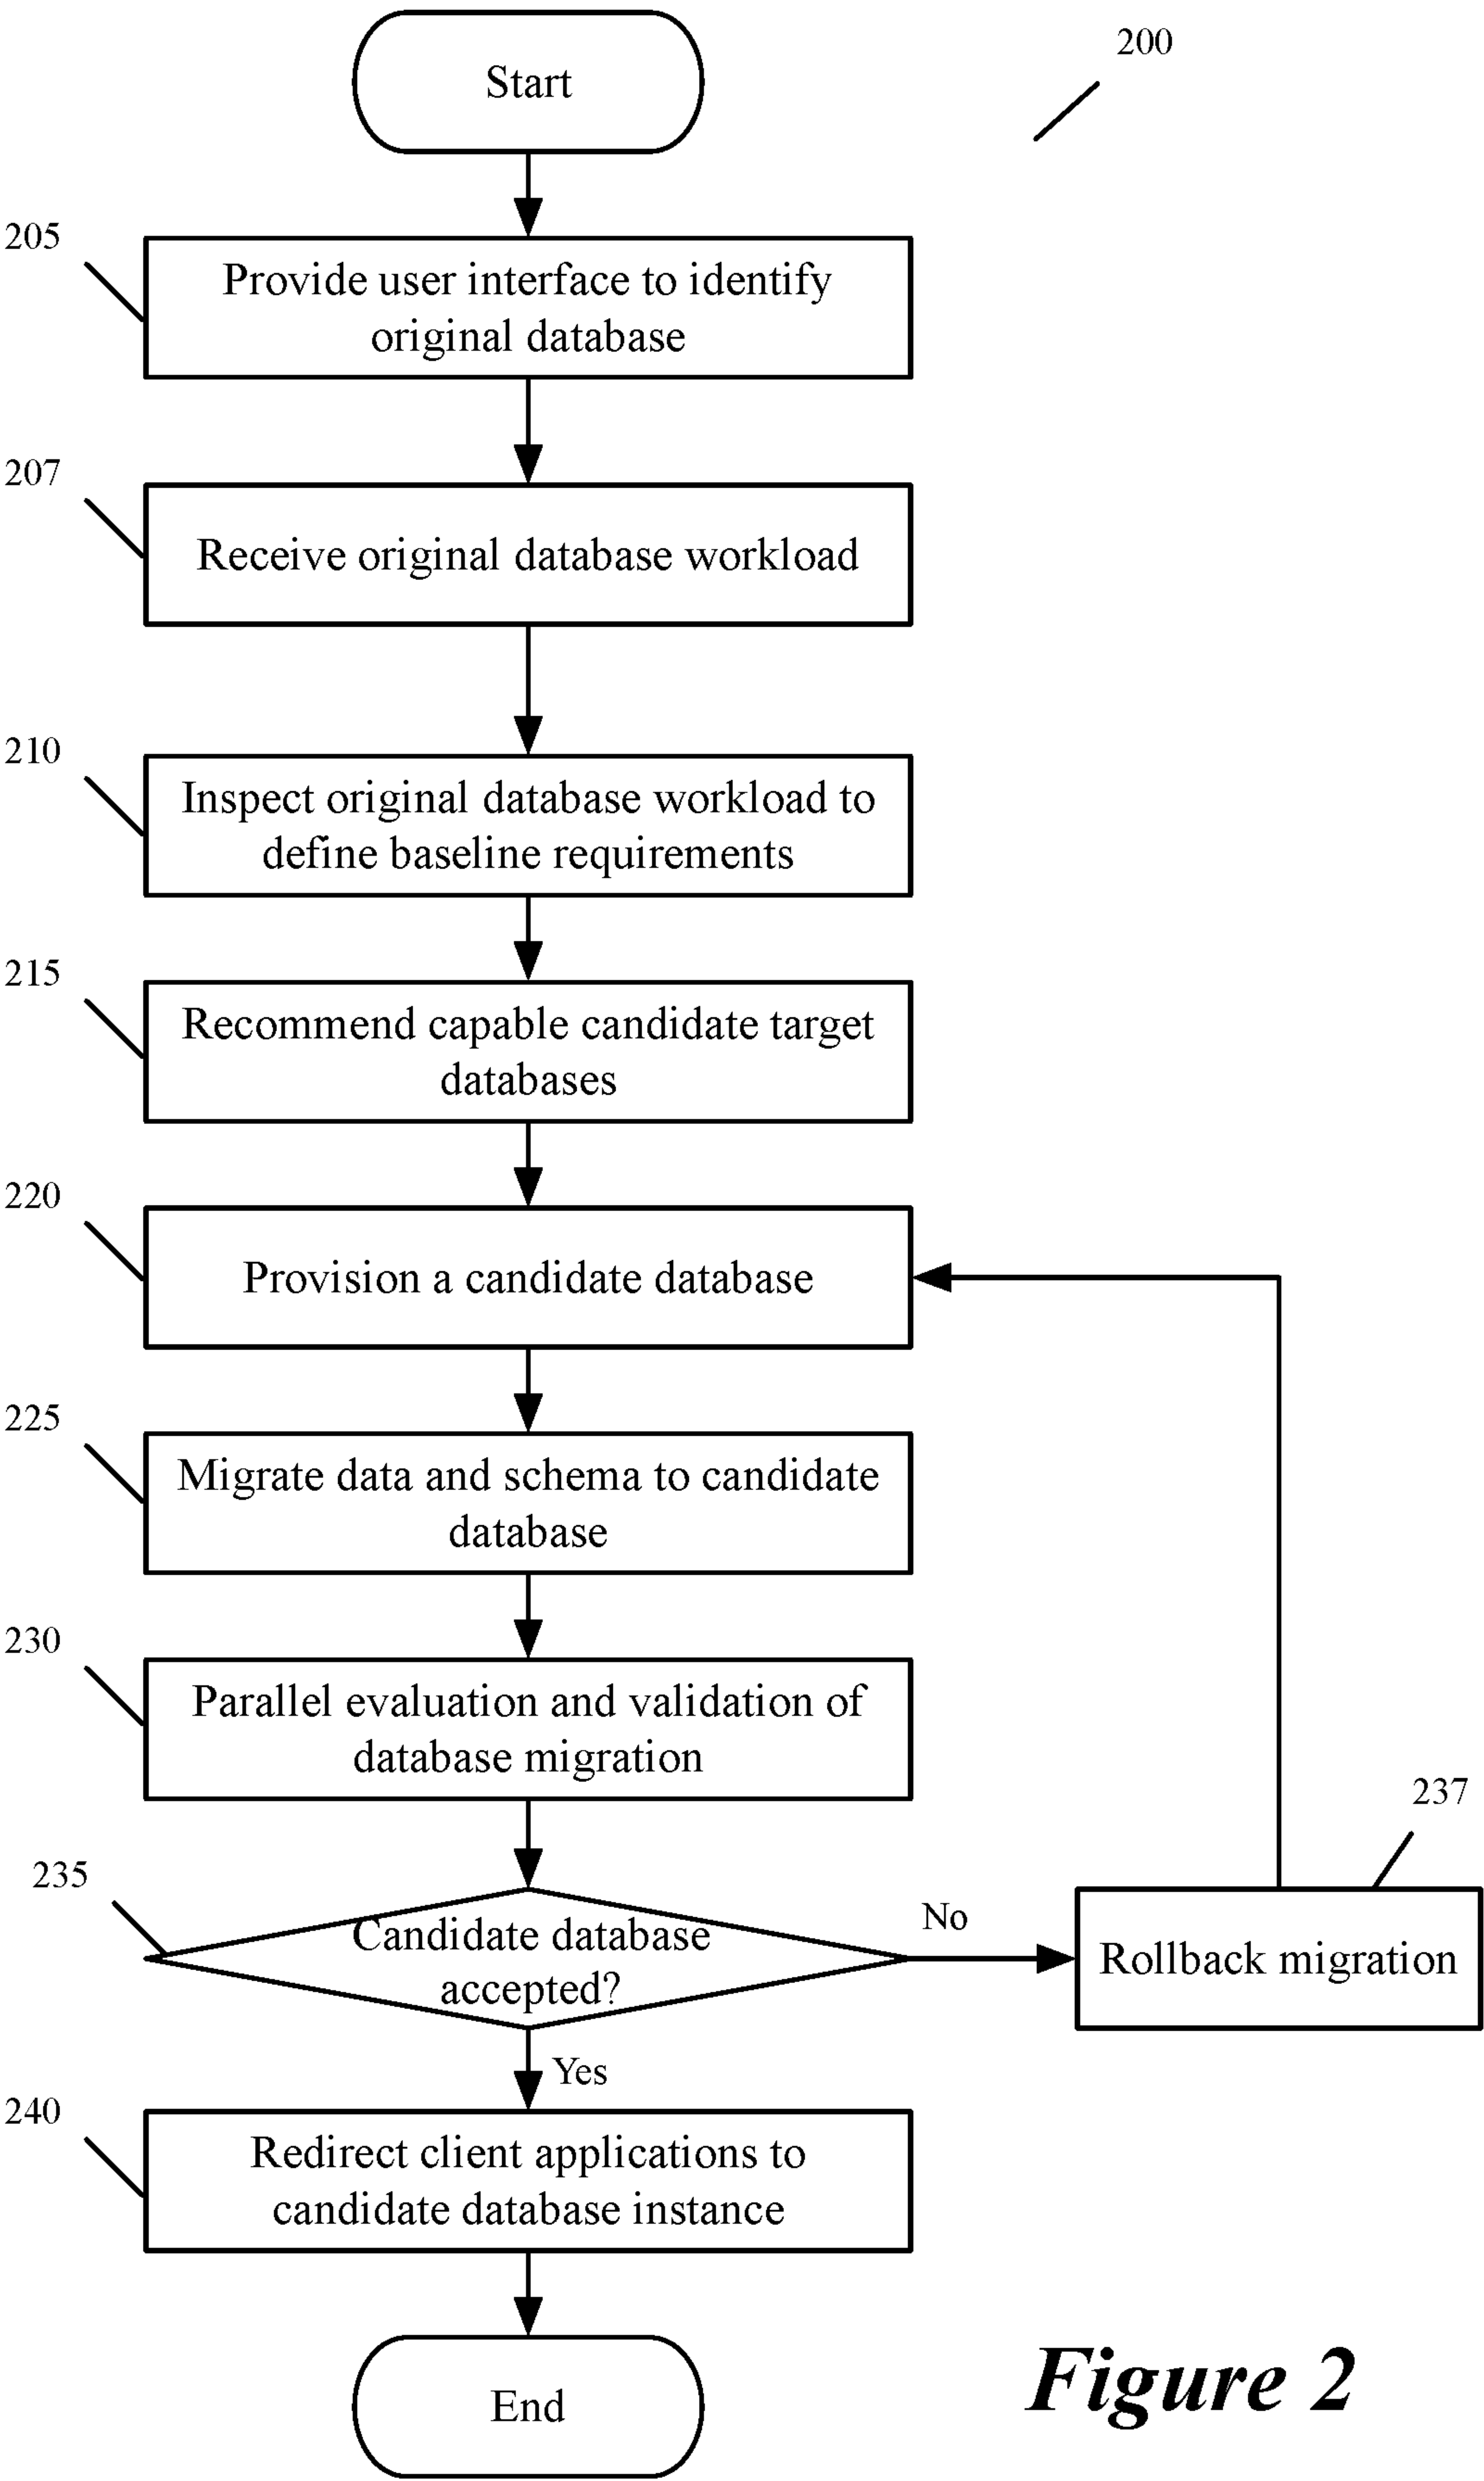 Start
200
205
Provide user interface to identify
original database
207
Receive original database workload
210
Inspect original database workload to
define baseline requirements
215
Recommend capable candidate target
databases
220
Provision a candidate database
225
Migrate data and schema to candidate
database
230
Parallel evaluation and validation of
database migration
235
Candidate database
accepted?
No
237
Rollback migration
Yes
240
Redirect client applications to
candidate database instance
End
Figure 2